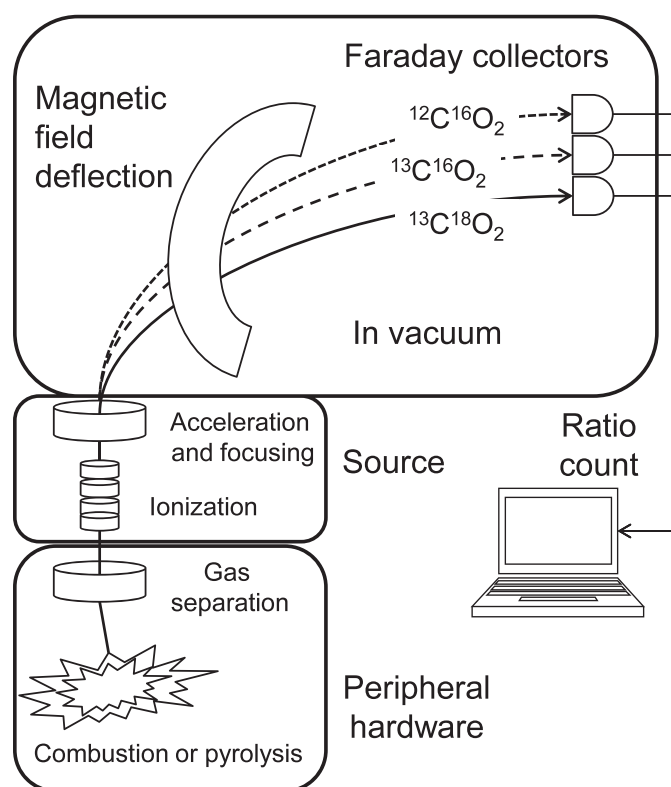 Faraday collectors
Magnetic
field
deflection
¹²C¹⁶O₂
¹³C¹⁶O₂
¹³C¹⁸O₂
In vacuum
Acceleration
and focusing
Ionization
Source
Ratio
count
Gas
separation
Combustion or pyrolysis
Peripheral
hardware